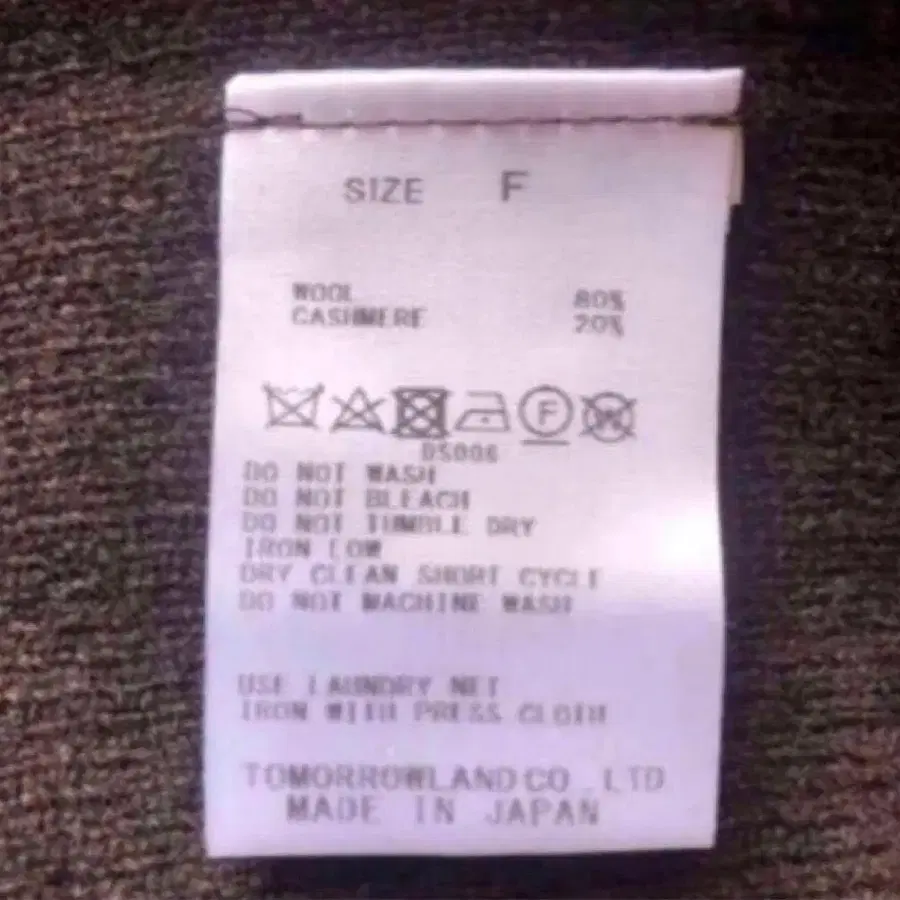 SIZE F
WOOL 80%
CASHMERE 20%
F
W
DS006
DO NOT WASH
DO NOT BLEACH
DO NOT TUMBLE DRY
IRON LOW
DRY CLEAN SHORT CYCLE
DO NOT MACHINE WASH
USE LAUNDRY NET
IRON WITH PRESS CLOTH
TOMORROWLAND CO., LTD
MADE IN JAPAN